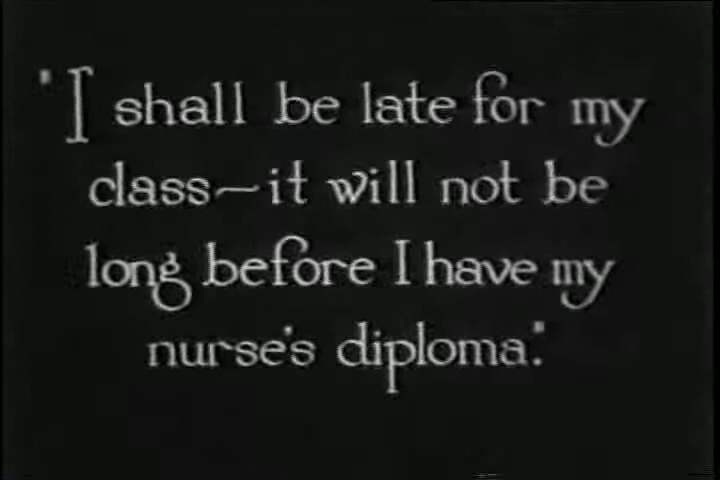 "I shall be late for my
class—it will not be
long before I have my
nurse's diploma."